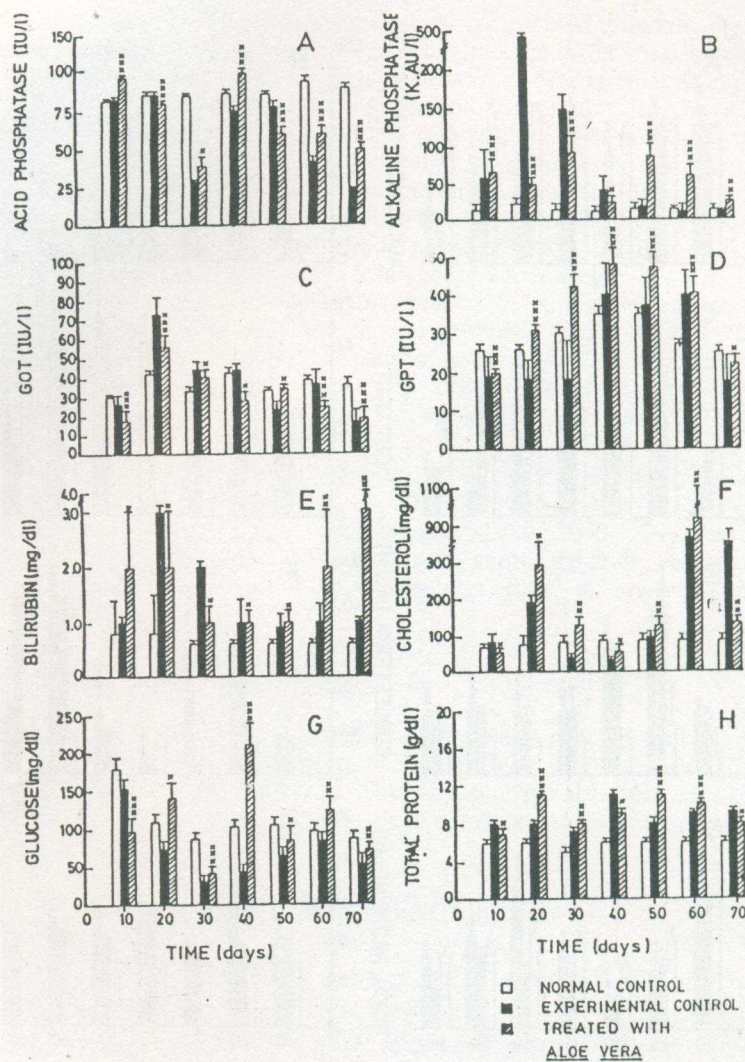 A
ACID PHOSPHATASE (IU/l)
150
100
75
50
25
0
B
ALKALINE PHOSPHATASE
(K.AU/l)
500
200
150
100
50
0
C
GOT (IU/l)
100
90
80
70
60
50
40
30
20
10
0
D
GPT (IU/l)
50
40
30
20
10
0
E
BILIRUBIN (mg/dl)
4.0
3.0
2.0
1.0
0
F
CHOLESTEROL (mg/dl)
1100
900
300
200
100
0
G
GLUCOSE (mg/dl)
250
200
150
100
50
0
0 10 20 30 40 50 60 70
TIME (days)
H
TOTAL PROTEIN (g/dl)
20
16
12
8
4
0
0 10 20 30 40 50 60 70
TIME (days)
NORMAL CONTROL
EXPERIMENTAL CONTROL
TREATED WITH
ALOE VERA